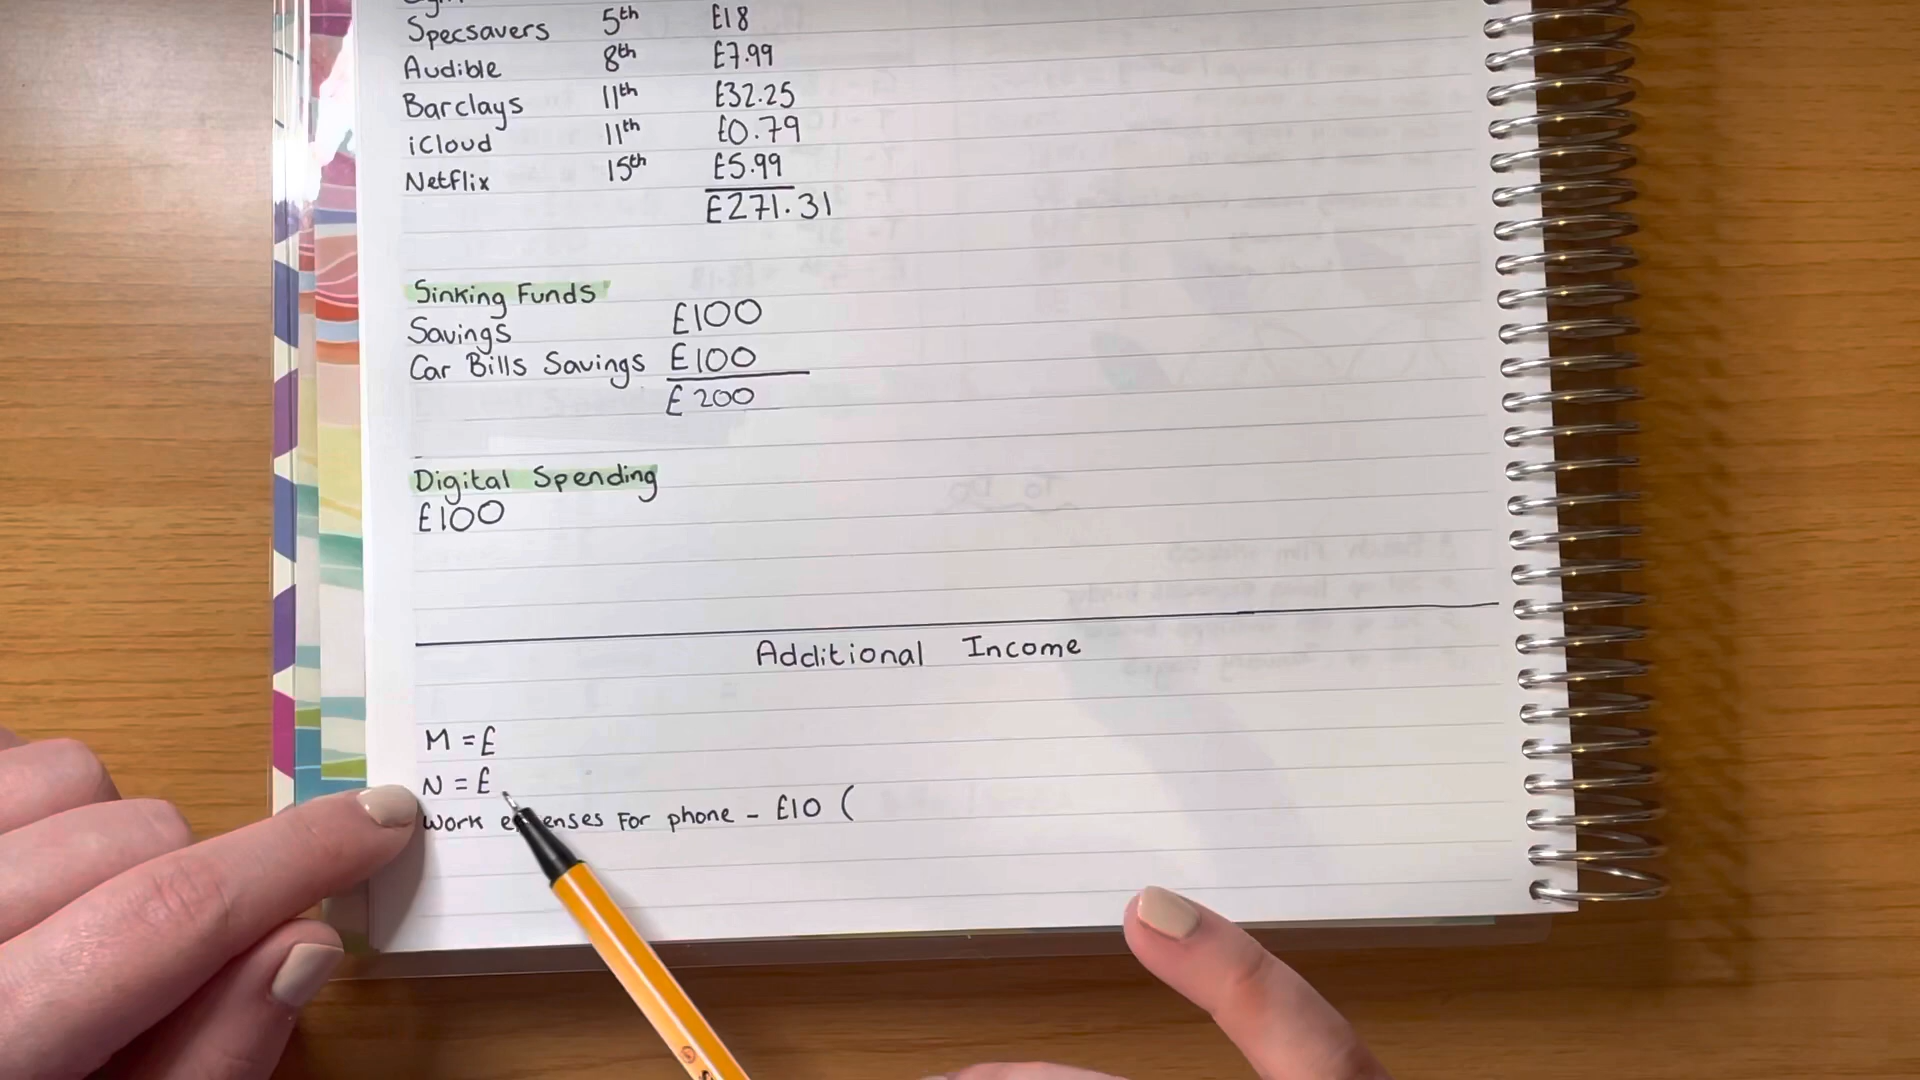 Specsavers 5th £18
Audible 8th £7.99
Barclays 11th £32.25
iCloud 11th £0.79
Netflix 15th £5.99
£271.31
Sinking Funds
Savings £100
Car Bills Savings £100
£200
Digital Spending
£100
Additional Income
M = £
N = £
Work e enses For phone - £10 (